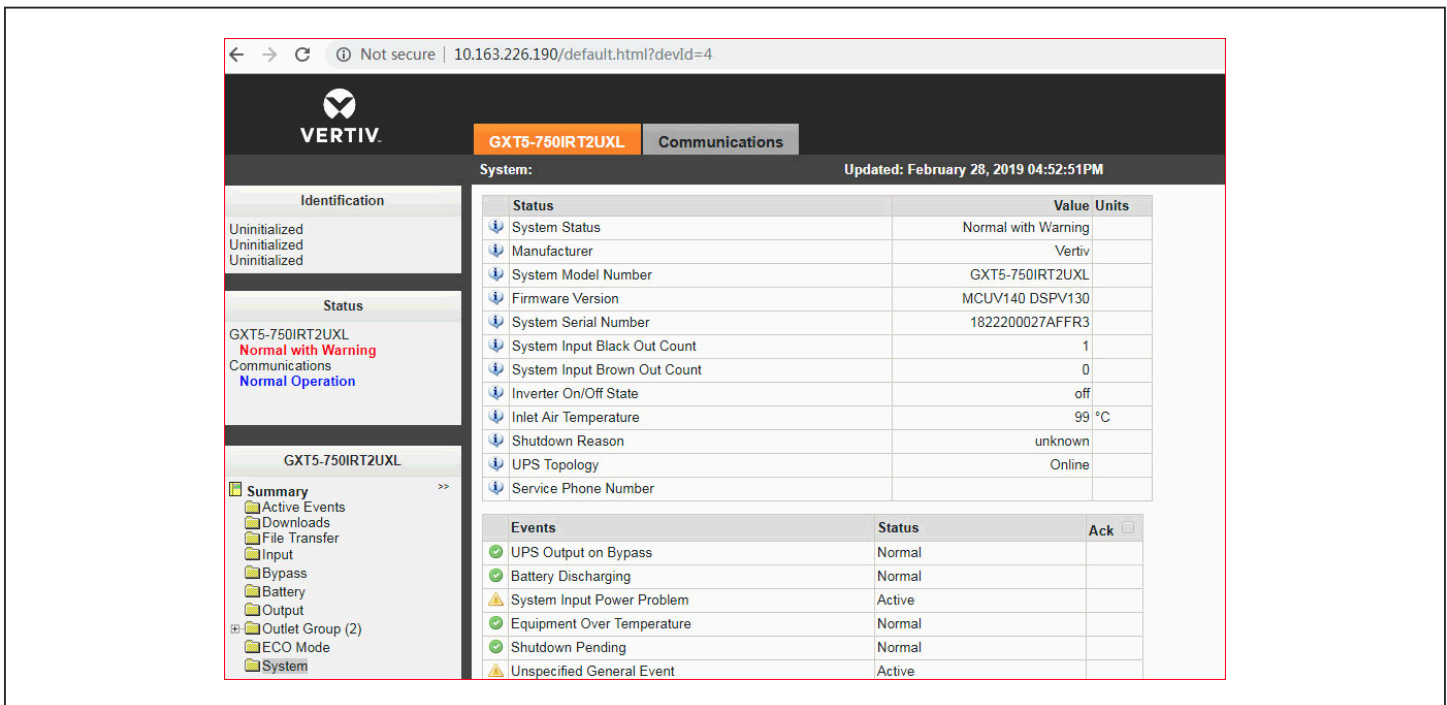 Not secure | 10.163.226.190/default.html?devId=4
VERTIV.
GXT5-750IRT2UXL Communications
System: Updated: February 28, 2019 04:52:51PM
Identification
Uninitialized
Uninitialized
Uninitialized
Status
GXT5-750IRT2UXL
Normal with Warning
Communications
Normal Operation
GXT5-750IRT2UXL
Summary >>
Active Events
Downloads
File Transfer
Input
Bypass
Battery
Output
Outlet Group (2)
ECO Mode
System
Status Value Units
System Status Normal with Warning
Manufacturer Vertiv
System Model Number GXT5-750IRT2UXL
Firmware Version MCUV140 DSPV130
System Serial Number 1822200027AFFR3
System Input Black Out Count 1
System Input Brown Out Count 0
Inverter On/Off State off
Inlet Air Temperature 99 °C
Shutdown Reason unknown
UPS Topology Online
Service Phone Number
Events Status Ack
UPS Output on Bypass Normal
Battery Discharging Normal
System Input Power Problem Active
Equipment Over Temperature Normal
Shutdown Pending Normal
Unspecified General Event Active